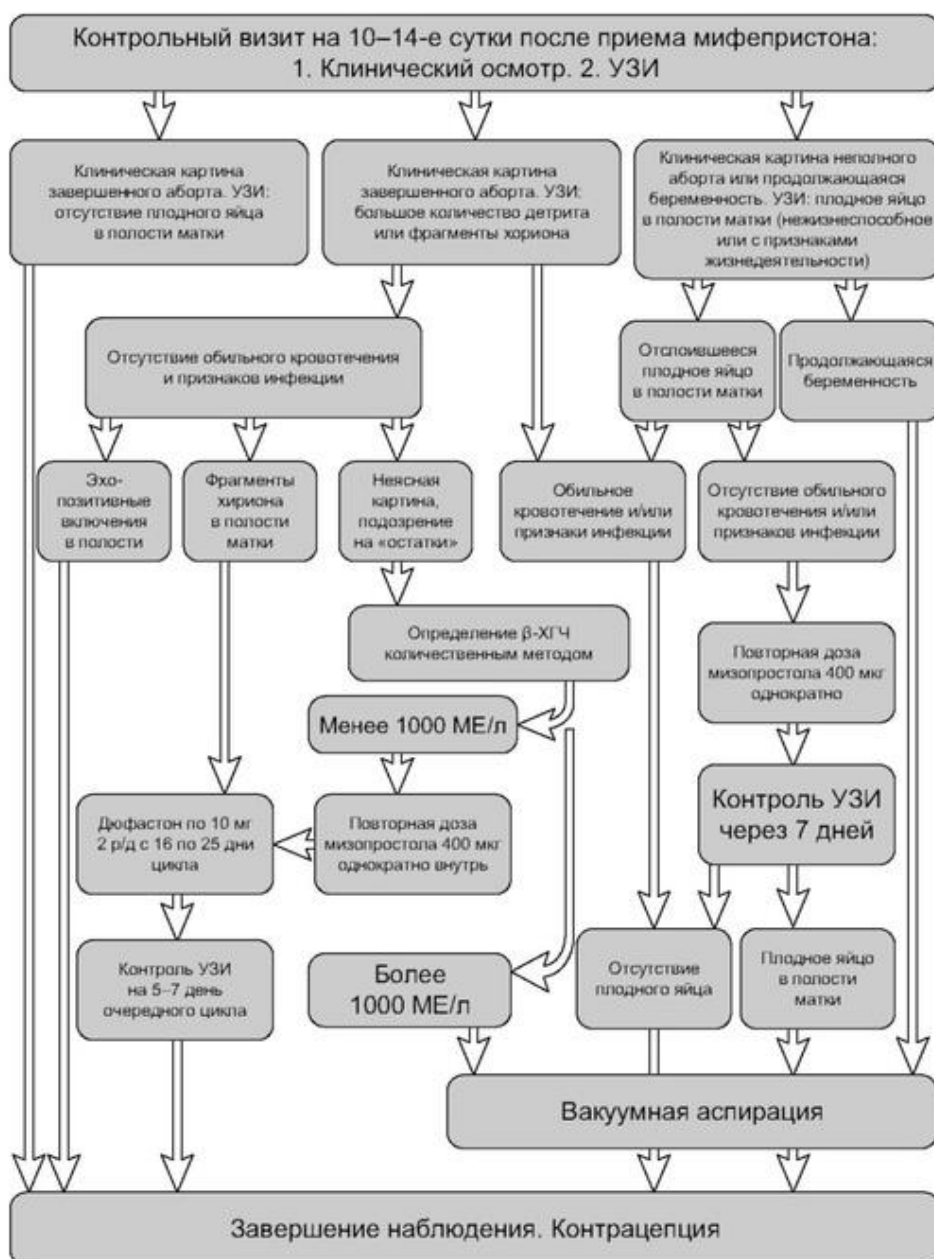 Контрольный визит на 10–14-е сутки после приема мифепристона:
1. Клинический осмотр. 2. УЗИ
Клиническая картина
завершенного аборта. УЗИ:
отсутствие плодного яйца
в полости матки
Клиническая картина
завершенного аборта. УЗИ:
большое количество детрита
или фрагменты хориона
Клиническая картина неполного
аборта или продолжающаяся
беременность. УЗИ: плодное яйцо
в полости матки (нежизнеспособное
или с признаками
жизнедеятельности)
Отсутствие обильного кровотечения
и признаков инфекции
Отслоившееся
плодное яйцо
в полости матки
Продолжающаяся
беременность
Эхо-
позитивные
включения
в полости
Фрагменты
хириона
в полости
матки
Неясная
картина,
подозрение
на «остатки»
Обильное
кровотечение и/или
признаки инфекции
Отсутствие обильного
кровотечения и/или
признаков инфекции
Определение β-ХГЧ
количественным методом
Повторная доза
мизопростола 400 мкг
однократно
Менее 1000 МЕ/л
Контроль УЗИ
через 7 дней
Дюфастон по 10 мг
2 р/д с 16 по 25 дни
цикла
Повторная доза
мизопростола 400 мкг
однократно внутрь
Контроль УЗИ
на 5–7 день
очередного цикла
Более
1000 МЕ/л
Отсутствие
плодного яйца
Плодное яйцо
в полости
матки
Вакуумная аспирация
Завершение наблюдения. Контрацепция